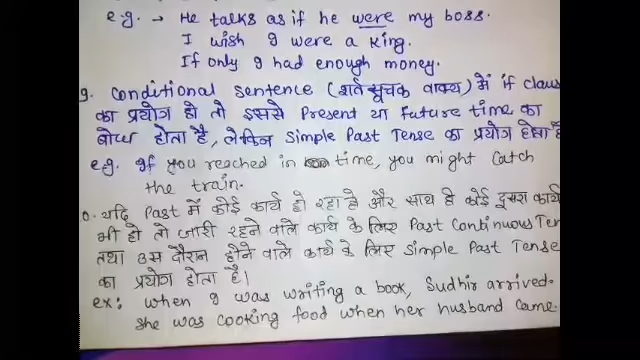 e.g. → He talks as if he were my boss.
I wish I were a King.
If only I had enough money.
9. Conditional Sentence (शर्त सूचक वाक्य) में if Claus
का प्रयोग हो तो इससे Present या Future time का
बोध होता है, लेकिन Simple Past Tense का प्रयोग होता है
e.g. If you reached in time, you might Catch
the train.
0. यदि Past में कोई कार्य हो रहा हो और साथ ही कोई दूसरा कार्य
भी हो तो जारी रहने वाले कार्य के लिए Past Continuous Ten
तथा उस दौरान होने वाले कार्य के लिए Simple Past Tense
का प्रयोग होता है।
ex: When I was writing a book, Sudhir arrived.
She was cooking food when her husband came.